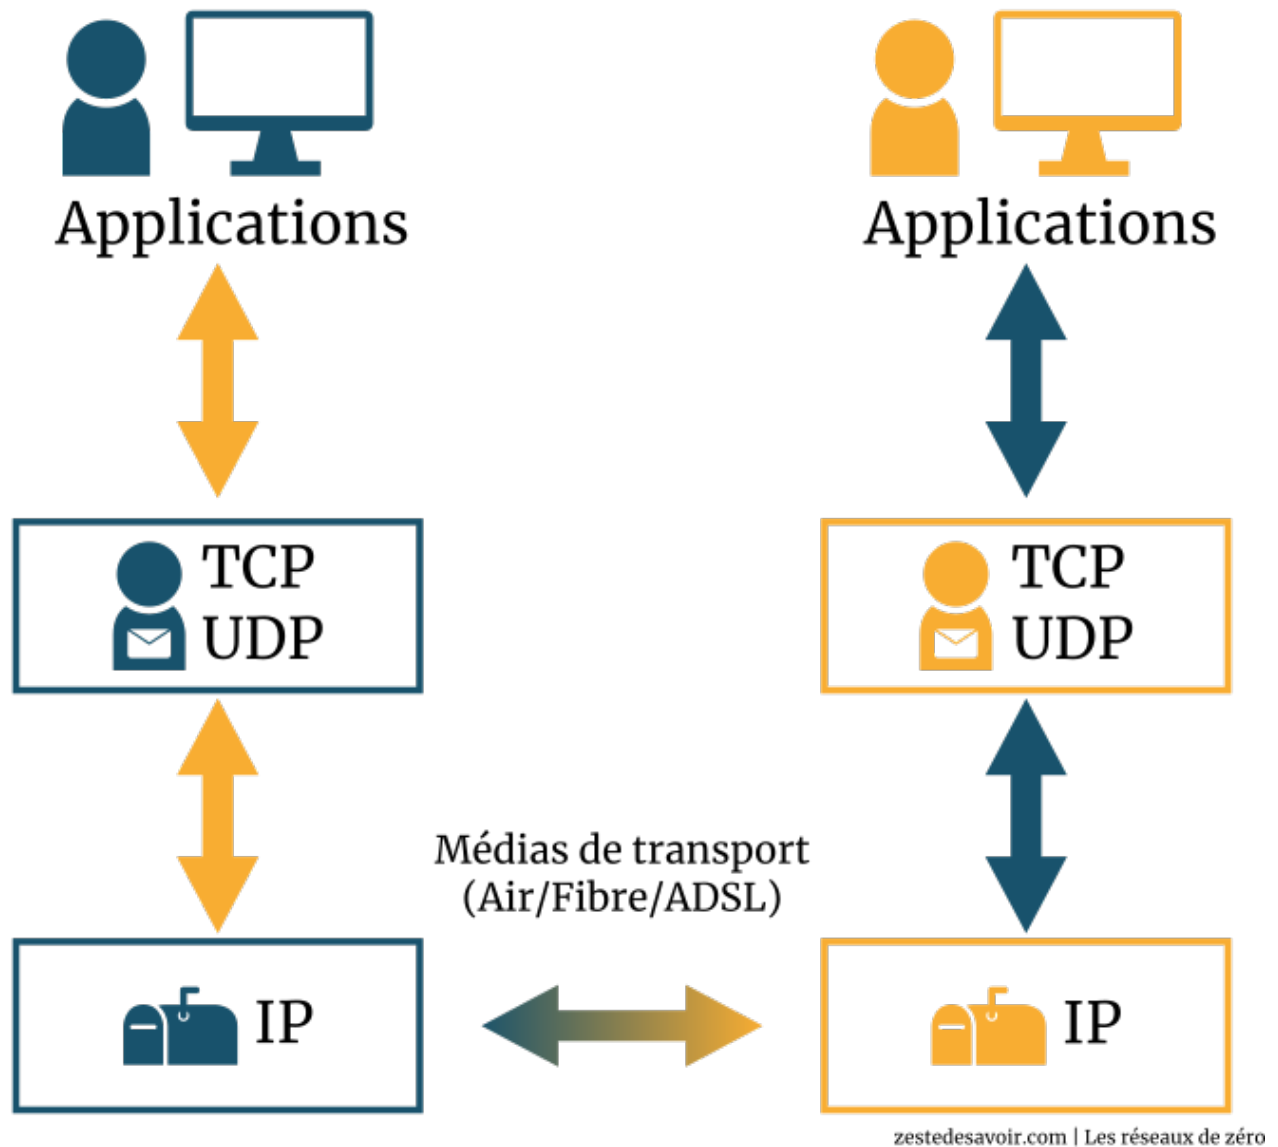 Applications
Applications
TCP
UDP
TCP
UDP
Médias de transport
(Air/Fibre/ADSL)
IP
IP
zestedesavoir.com | Les réseaux de zéro